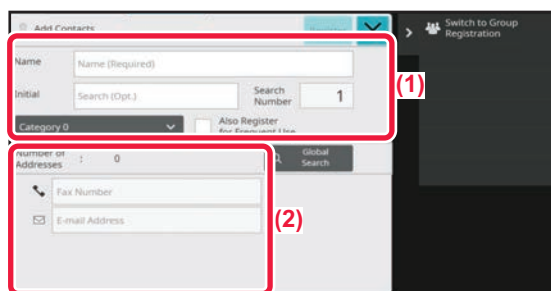 Add Contacts
Switch to Group
Registration
Name
Name (Required)
(1)
Initial
Search (Opt.)
Search
Number
1
Category 0
Also Register
for Frequent Use
Number of
Addresses
:
0
Global
Search
Fax Number
E-mail Address
(2)